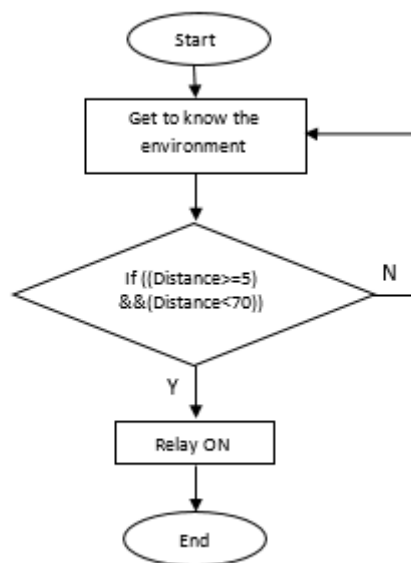 Start
Get to know the
environment
If ((Distance>=5)
&&(Distance<70))
N
Y
Relay ON
End